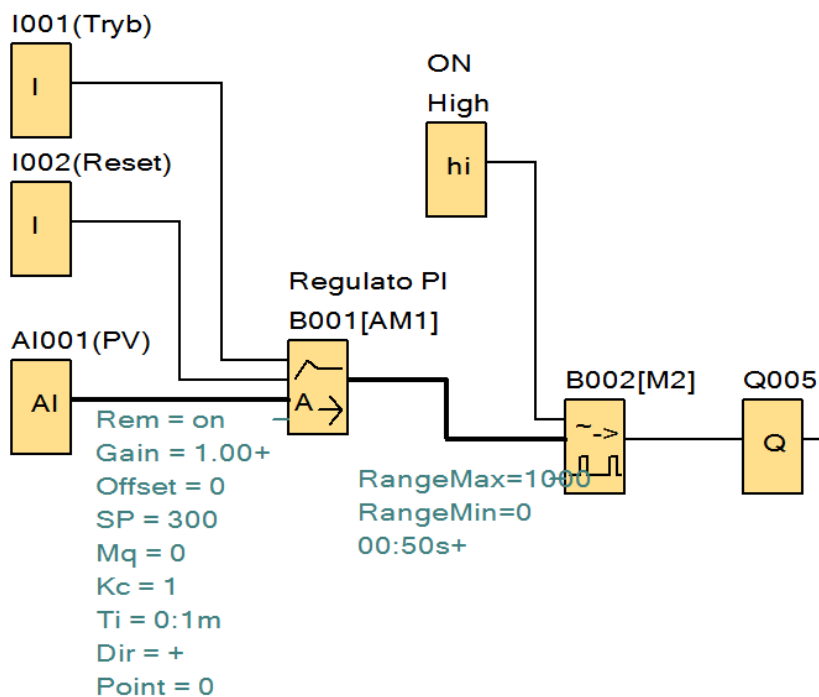 I001(Tryb)
I
I002(Reset)
I
AI001(PV)
AI
ON
High
hi
Regulato PI
B001[AM1]
A
Rem = on
Gain = 1.00+
Offset = 0
SP = 300
Mq = 0
Kc = 1
Ti = 0:1m
Dir = +
Point = 0
B002[M2]
RangeMax=1000
RangeMin=0
00:50s+
Q005
Q